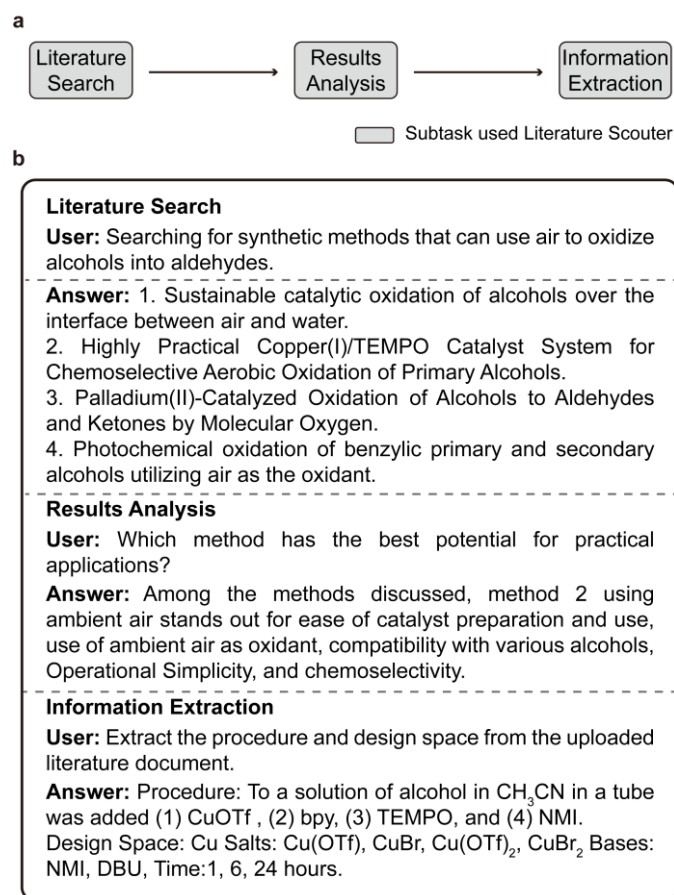 a
Literature
Search
Results
Analysis
Information
Extraction
Subtask used Literature Scouter
b
Literature Search
User: Searching for synthetic methods that can use air to oxidize
alcohols into aldehydes.
Answer: 1. Sustainable catalytic oxidation of alcohols over the
interface between air and water.
2. Highly Practical Copper(I)/TEMPO Catalyst System for
Chemoselective Aerobic Oxidation of Primary Alcohols.
3. Palladium(II)-Catalyzed Oxidation of Alcohols to Aldehydes
and Ketones by Molecular Oxygen.
4. Photochemical oxidation of benzylic primary and secondary
alcohols utilizing air as the oxidant.
Results Analysis
User: Which method has the best potential for practical
applications?
Answer: Among the methods discussed, method 2 using
ambient air stands out for ease of catalyst preparation and use,
use of ambient air as oxidant, compatibility with various alcohols,
Operational Simplicity, and chemoselectivity.
Information Extraction
User: Extract the procedure and design space from the uploaded
literature document.
Answer: Procedure: To a solution of alcohol in CH₃CN in a tube
was added (1) CuOTf , (2) bpy, (3) TEMPO, and (4) NMI.
Design Space: Cu Salts: Cu(OTf), CuBr, Cu(OTf)₂, CuBr₂ Bases:
NMI, DBU, Time:1, 6, 24 hours.